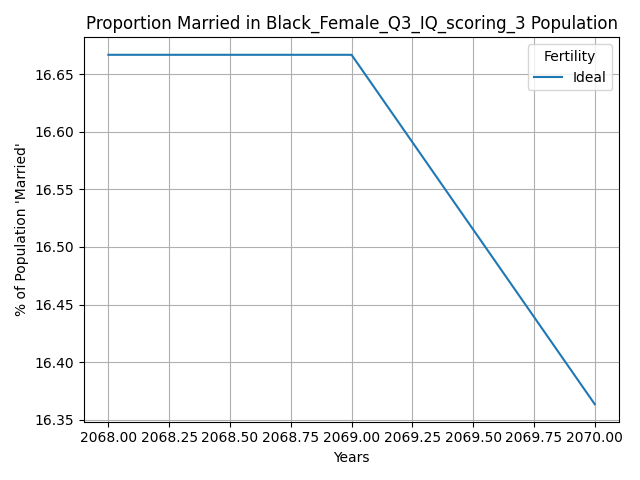 Proportion Married in Black_Female_Q3_IQ_scoring_3 Population
Fertility
Ideal
16.65
16.60
16.55
16.50
16.45
16.40
16.35
% of Population 'Married'
2068.00 2068.25 2068.50 2068.75 2069.00 2069.25 2069.50 2069.75 2070.00
Years